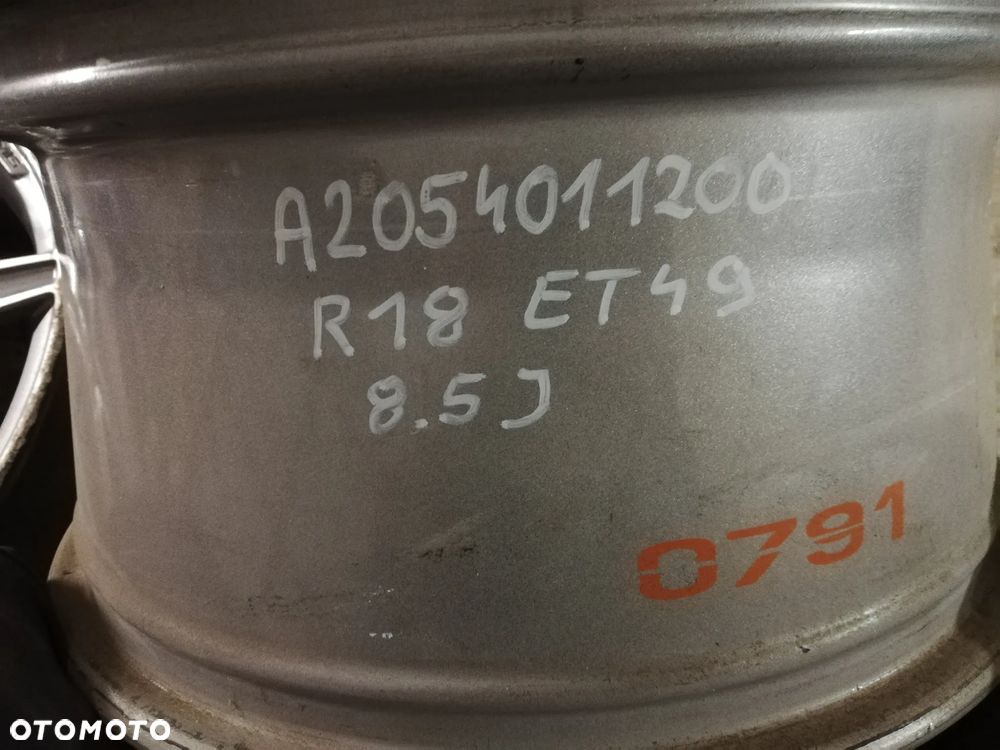 A2054011200
R18 ET49
8.5J
0791
OTOMOTO